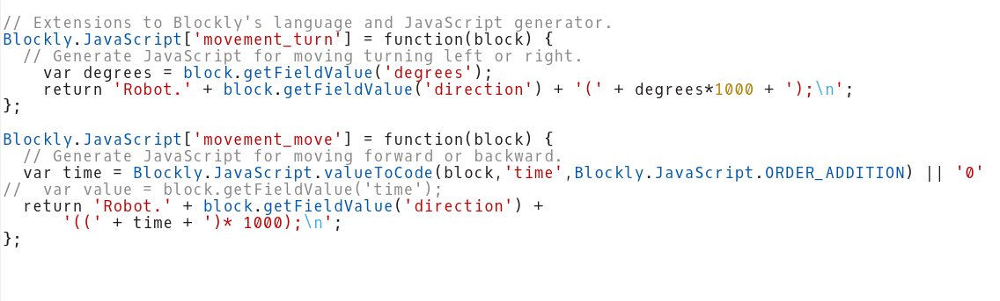 // Extensions to Blockly's language and JavaScript generator.
Blockly.JavaScript['movement_turn'] = function(block) {
  // Generate JavaScript for moving turning left or right.
    var degrees = block.getFieldValue('degrees');
    return 'Robot.' + block.getFieldValue('direction') + '(' + degrees*1000 + ');\n';
};

Blockly.JavaScript['movement_move'] = function(block) {
  // Generate JavaScript for moving forward or backward.
  var time = Blockly.JavaScript.valueToCode(block,'time',Blockly.JavaScript.ORDER_ADDITION) || '0'
//  var value = block.getFieldValue('time');
  return 'Robot.' + block.getFieldValue('direction') +
      '((' + time + ')* 1000);\n';
};